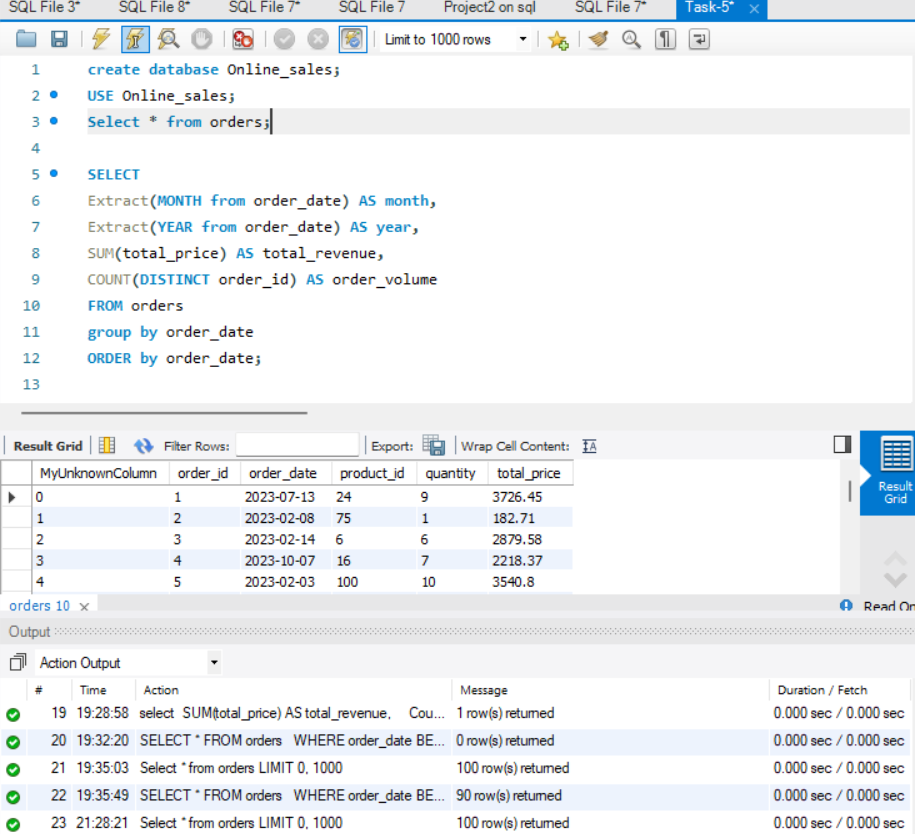 SQL File 3* SQL File 8* SQL File 7* SQL File 7 Project2 on sql SQL File 7* Task-5* ×
Limit to 1000 rows
1 create database Online_sales;
2 USE Online_sales;
3 Select * from orders;
4
5 SELECT
6 Extract(MONTH from order_date) AS month,
7 Extract(YEAR from order_date) AS year,
8 SUM(total_price) AS total_revenue,
9 COUNT(DISTINCT order_id) AS order_volume
10 FROM orders
11 group by order_date
12 ORDER by order_date;
13
Result Grid Filter Rows: Export: Wrap Cell Content: IA
MyUnknownColumn order_id order_date product_id quantity total_price
0 1 2023-07-13 24 9 3726.45
1 2 2023-02-08 75 1 182.71
2 3 2023-02-14 6 6 2879.58
3 4 2023-10-07 16 7 2218.37
4 5 2023-02-03 100 10 3540.8
Result
Grid
orders 10 × Read On
Output
Action Output
# Time Action Message Duration / Fetch
19 19:28:58 select SUM(total_price) AS total_revenue, Cou... 1 row(s) returned 0.000 sec / 0.000 sec
20 19:32:20 SELECT * FROM orders WHERE order_date BE... 0 row(s) returned 0.000 sec / 0.000 sec
21 19:35:03 Select * from orders LIMIT 0, 1000 100 row(s) returned 0.000 sec / 0.000 sec
22 19:35:49 SELECT * FROM orders WHERE order_date BE... 90 row(s) returned 0.000 sec / 0.000 sec
23 21:28:21 Select * from orders LIMIT 0, 1000 100 row(s) returned 0.000 sec / 0.000 sec